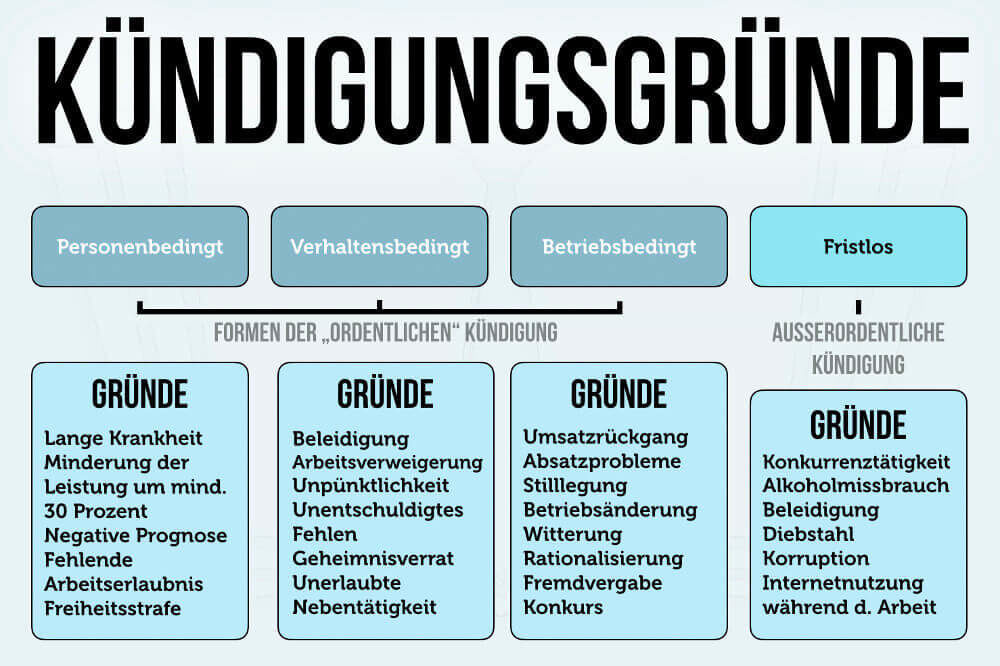 KÜNDIGUNGSGRÜNDE
Personenbedingt
Verhaltensbedingt
Betriebsbedingt
Fristlos
FORMEN DER „ORDENTLICHEN“ KÜNDIGUNG
AUSSERORDENTLICHE
KÜNDIGUNG
GRÜNDE
Lange Krankheit
Minderung der
Leistung um mind.
30 Prozent
Negative Prognose
Fehlende
Arbeitserlaubnis
Freiheitsstrafe
GRÜNDE
Beleidigung
Arbeitsverweigerung
Unpünktlichkeit
Unentschuldigtes
Fehlen
Geheimnisverrat
Unerlaubte
Nebentätigkeit
GRÜNDE
Umsatzrückgang
Absatzprobleme
Stilllegung
Betriebsänderung
Witterung
Rationalisierung
Fremdvergabe
Konkurs
GRÜNDE
Konkurrenztätigkeit
Alkoholmissbrauch
Beleidigung
Diebstahl
Korruption
Internetnutzung
während d. Arbeit